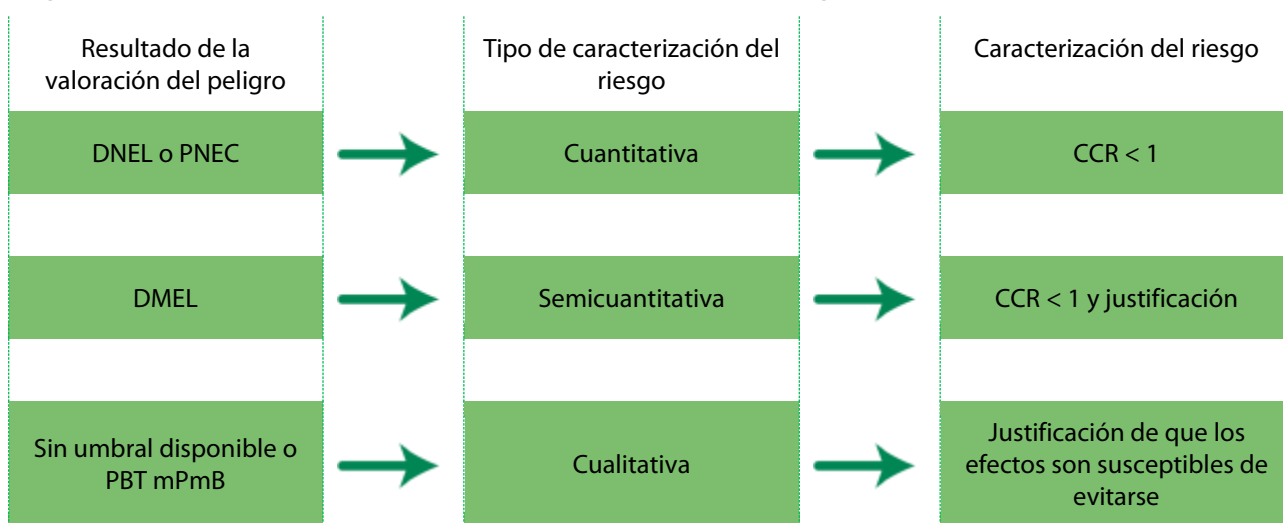 Resultado de la
valoración del peligro
Tipo de caracterización del
riesgo
Caracterización del riesgo
DNEL o PNEC
Cuantitativa
CCR < 1
DMEL
Semicuantitativa
CCR < 1 y justificación
Sin umbral disponible o
PBT mPmB
Cualitativa
Justificación de que los
efectos son susceptibles de
evitarse